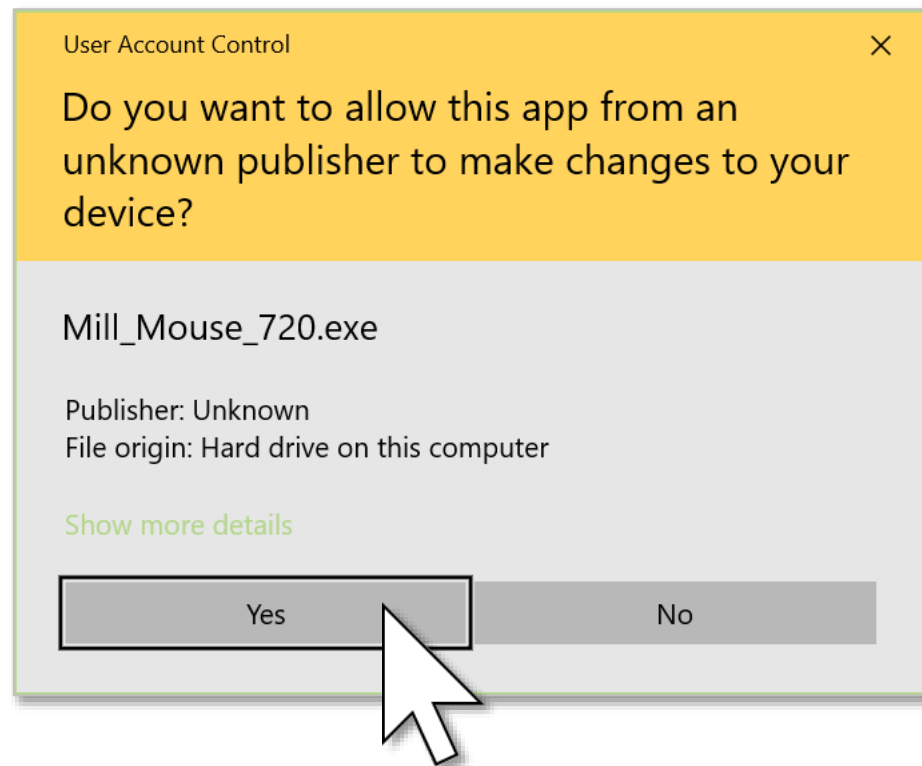 User Account Control
Do you want to allow this app from an
unknown publisher to make changes to your
device?
Mill_Mouse_720.exe
Publisher: Unknown
File origin: Hard drive on this computer
Show more details
Yes
No